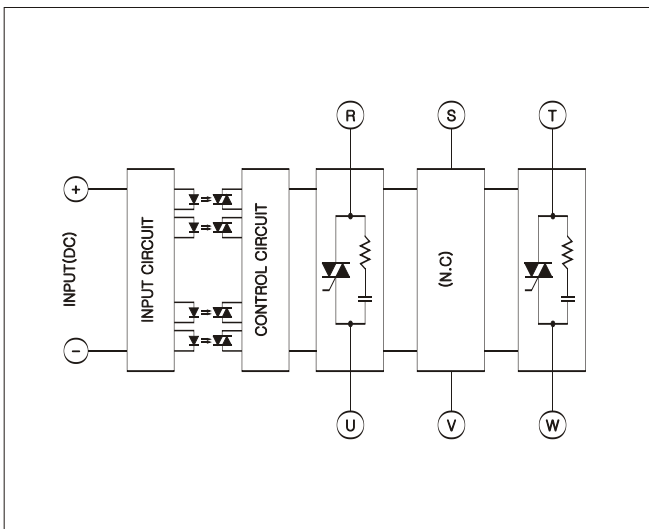 R
S
T
+
INPUT(DC)
−
INPUT CIRCUIT
CONTROL CIRCUIT
(N.C)
U
V
W